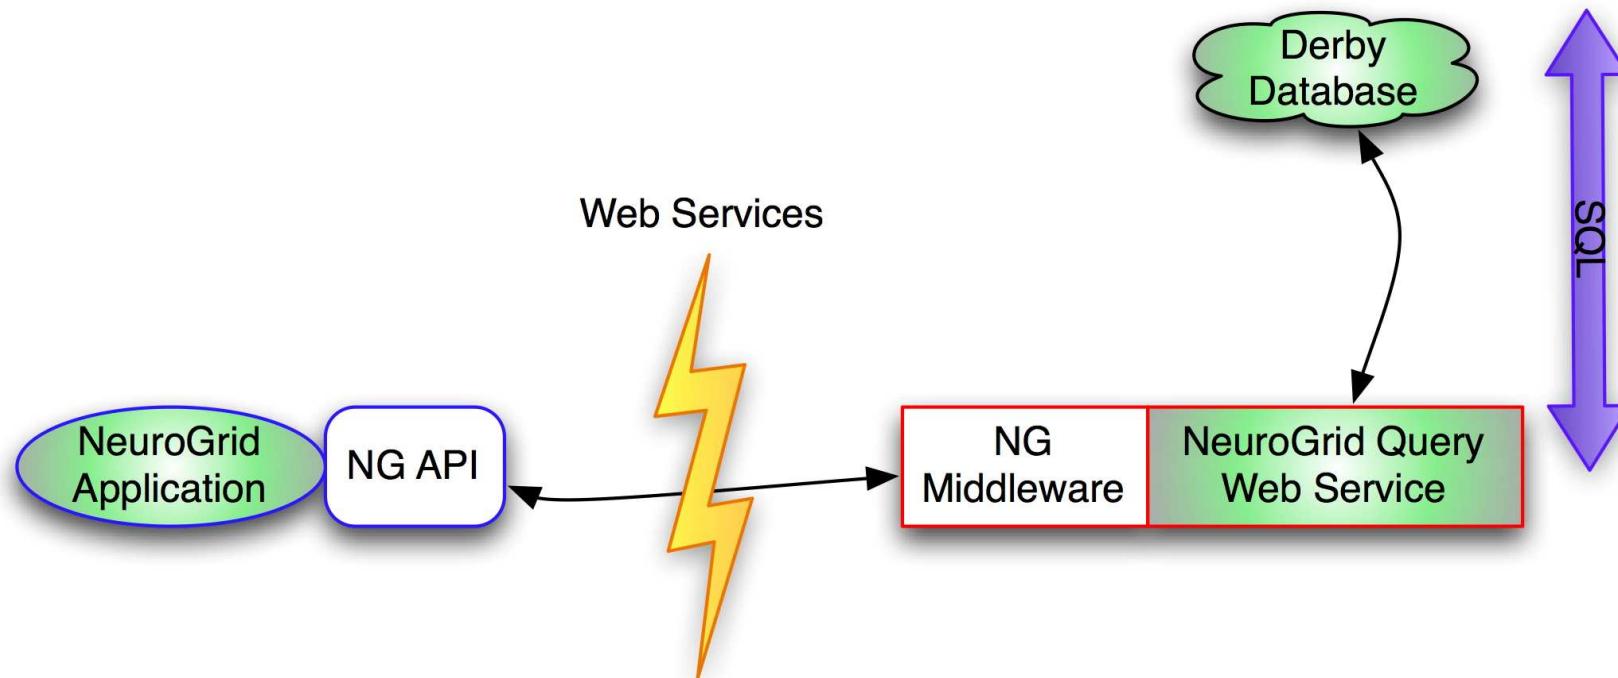 Derby
Database
SQL
Web Services
NeuroGrid
Application
NG API
NG
Middleware
NeuroGrid Query
Web Service